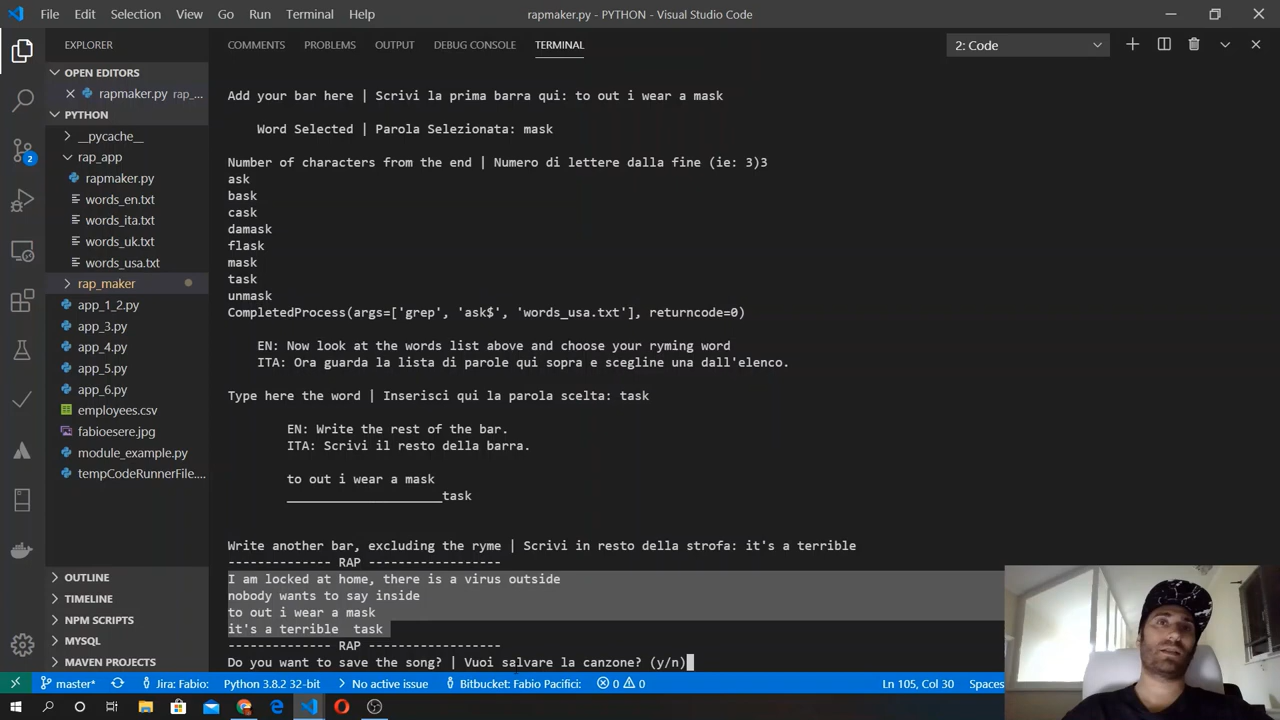 File Edit Selection View Go Run Terminal Help
rapmaker.py - PYTHON - Visual Studio Code
EXPLORER
OPEN EDITORS
rapmaker.py rap_...
PYTHON
__pycache__
rap_app
rapmaker.py
words_en.txt
words_ita.txt
words_uk.txt
words_usa.txt
rap_maker
app_1_2.py
app_3.py
app_4.py
app_5.py
app_6.py
employees.csv
fabioesere.jpg
module_example.py
tempCodeRunnerFile....
OUTLINE
TIMELINE
NPM SCRIPTS
MYSQL
MAVEN PROJECTS
2
COMMENTS PROBLEMS OUTPUT DEBUG CONSOLE TERMINAL
2: Code
Add your bar here | Scrivi la prima barra qui: to out i wear a mask
Word Selected | Parola Selezionata: mask
Number of characters from the end | Numero di lettere dalla fine (ie: 3)3
ask
bask
cask
damask
flask
mask
task
unmask
CompletedProcess(args=['grep', 'ask$', 'words_usa.txt'], returncode=0)
EN: Now look at the words list above and choose your ryming word
ITA: Ora guarda la lista di parole qui sopra e scegline una dall'elenco.
Type here the word | Inserisci qui la parola scelta: task
EN: Write the rest of the bar.
ITA: Scrivi il resto della barra.
to out i wear a mask
______________________task
Write another bar, excluding the ryme | Scrivi in resto della strofa: it's a terrible
-------------- RAP ------------------
I am locked at home, there is a virus outside
nobody wants to say inside
to out i wear a mask
it's a terrible  task
-------------- RAP ------------------
Do you want to save the song? | Vuoi salvare la canzone? (y/n)
master* Jira: Fabio: Python 3.8.2 32-bit No active issue Bitbucket: Fabio Pacifici: 0 0 Ln 105, Col 30 Spaces